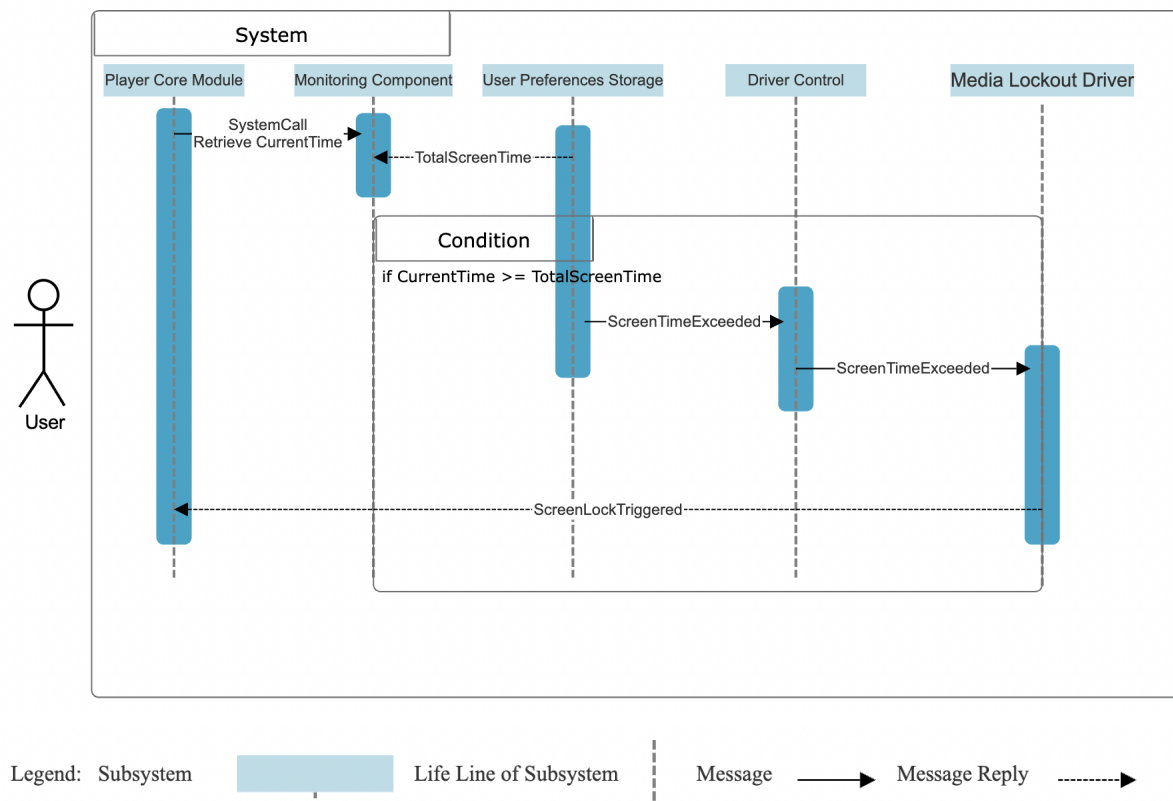 System
Player Core Module
Monitoring Component
User Preferences Storage
Driver Control
Media Lockout Driver
SystemCall
Retrieve CurrentTime
TotalScreenTime
Condition
if CurrentTime >= TotalScreenTime
ScreenTimeExceeded
ScreenTimeExceeded
User
ScreenLockTriggered
Legend: Subsystem
Life Line of Subsystem
Message
Message Reply